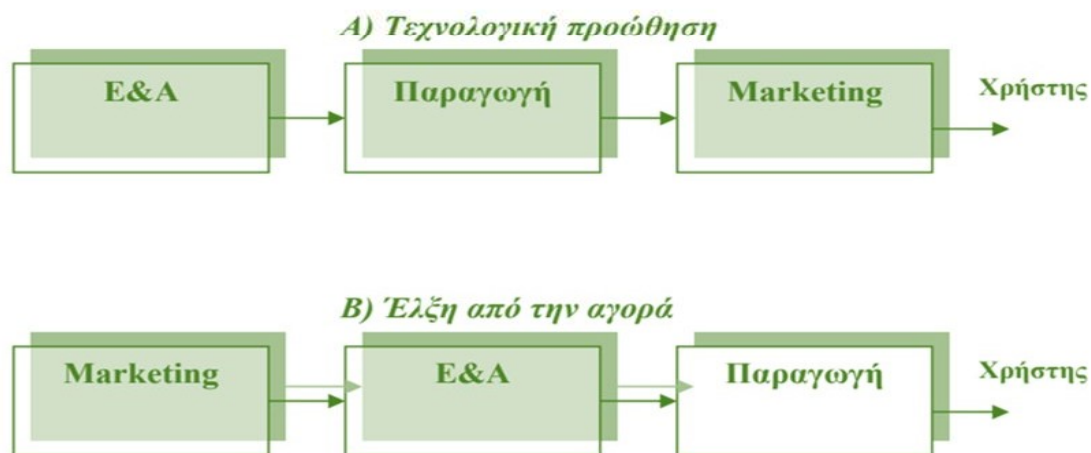 A) Τεχνολογική προώθηση
Ε&Α Παραγωγή Marketing Χρήστης
B) Έλξη από την αγορά
Marketing Ε&Α Παραγωγή Χρήστης